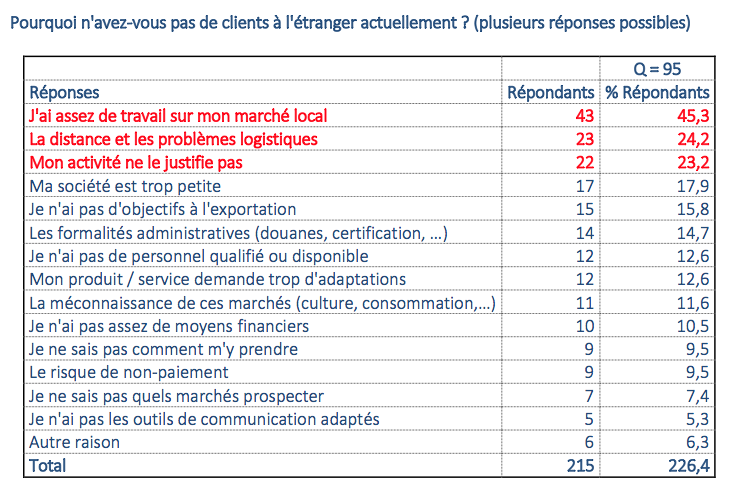 Pourquoi n'avez-vous pas de clients à l'étranger actuellement ? (plusieurs réponses possibles)
Q = 95
Réponses Répondants % Répondants
J'ai assez de travail sur mon marché local 43 45,3
La distance et les problèmes logistiques 23 24,2
Mon activité ne le justifie pas 22 23,2
Ma société est trop petite 17 17,9
Je n'ai pas d'objectifs à l'exportation 15 15,8
Les formalités administratives (douanes, certification, ...) 14 14,7
Je n'ai pas de personnel qualifié ou disponible 12 12,6
Mon produit / service demande trop d'adaptations 12 12,6
La méconnaissance de ces marchés (culture, consommation,...) 11 11,6
Je n'ai pas assez de moyens financiers 10 10,5
Je ne sais pas comment m'y prendre 9 9,5
Le risque de non-paiement 9 9,5
Je ne sais pas quels marchés prospecter 7 7,4
Je n'ai pas les outils de communication adaptés 5 5,3
Autre raison 6 6,3
Total 215 226,4